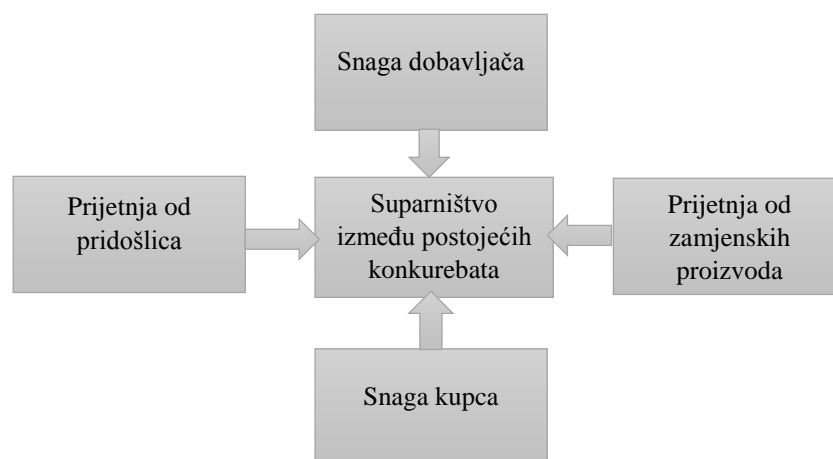 Snaga dobavljača
Prijetnja od
pridošlica
Suparništvo
između postojećih
konkurebata
Prijetnja od
zamjenskih
proizvoda
Snaga kupca